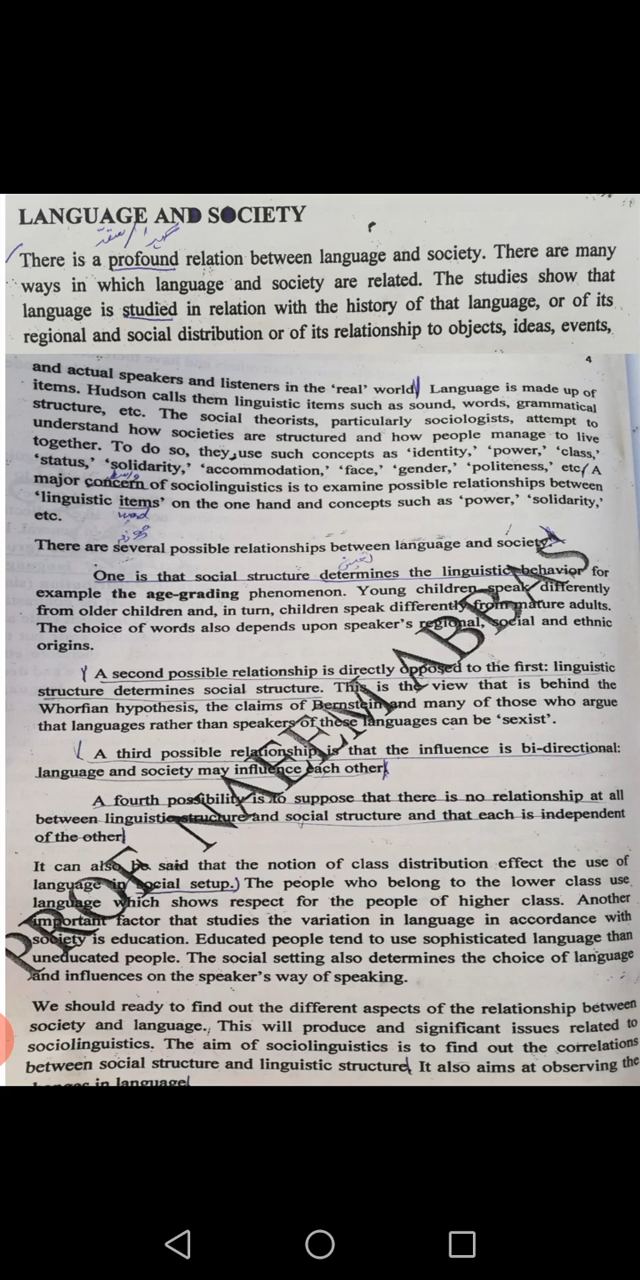 LANGUAGE AND SOCIETY
There is a profound relation between language and society. There are many
ways in which language and society are related. The studies show that
language is studied in relation with the history of that language, or of its
regional and social distribution or of its relationship to objects, ideas, events,
4
and actual speakers and listeners in the 'real' world. Language is made up of
items. Hudson calls them linguistic items such as sound, words, grammatical
structure, etc. The social theorists, particularly sociologists, attempt to
understand how societies are structured and how people manage to live
together. To do so, they use such concepts as 'identity,' 'power,' 'class,'
'status,' 'solidarity,' 'accommodation,' 'face,' 'gender,' 'politeness,' etc. A
major concern of sociolinguistics is to examine possible relationships between
'linguistic items' on the one hand and concepts such as 'power,' 'solidarity,'
etc.
word
There are several possible relationships between language and society.
One is that social structure determines the linguistic behavior for
example the age-grading phenomenon. Young children speak differently
from older children and, in turn, children speak differently from mature adults.
The choice of words also depends upon speaker's regional, social and ethnic
origins.
A second possible relationship is directly opposed to the first: linguistic
structure determines social structure. This is the view that is behind the
Whorfian hypothesis, the claims of Bernstein and many of those who argue
that languages rather than speakers of these languages can be 'sexist'.
A third possible relationship is that the influence is bi-directional:
language and society may influence each other.
A fourth possibility is to suppose that there is no relationship at all
between linguistic structure and social structure and that each is independent
of the other.
It can also be said that the notion of class distribution effect the use of
language in social setup. The people who belong to the lower class use
language which shows respect for the people of higher class. Another
important factor that studies the variation in language in accordance with
society is education. Educated people tend to use sophisticated language than
uneducated people. The social setting also determines the choice of language
and influences on the speaker's way of speaking.
We should ready to find out the different aspects of the relationship between
society and language. This will produce and significant issues related to
sociolinguistics. The aim of sociolinguistics is to find out the correlations
between social structure and linguistic structure. It also aims at observing the
in language
PROF NAEEM ABBAS